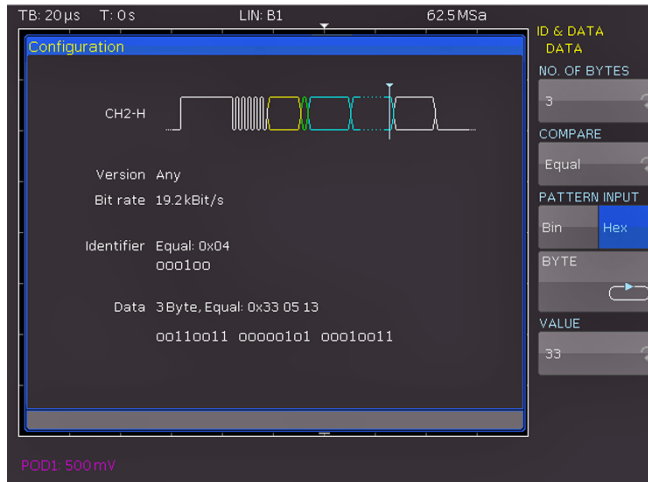 TB: 20 µs T: 0 s LIN: B1 62.5 MSa
Configuration
CH2-H
Version Any
Bit rate 19.2 kBit/s
Identifier Equal: 0x04
000100
Data 3 Byte, Equal: 0x33 05 13
00110011 00000101 00010011
ID & DATA
DATA
NO. OF BYTES
3
COMPARE
Equal
PATTERN INPUT
Bin Hex
BYTE
VALUE
33
POD1: 500 mV